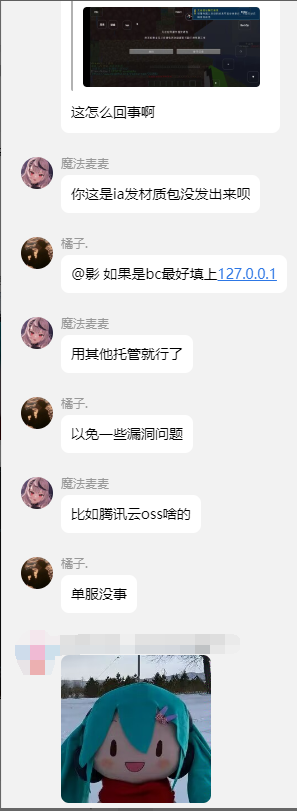 这怎么回事啊
魔法麦麦
你这是ia发材质包没发出来呗
橘子.
@影 如果是bc最好填上127.0.0.1
魔法麦麦
用其他托管就行了
橘子.
以免一些漏洞问题
魔法麦麦
比如腾讯云oss啥的
橘子.
单服没事